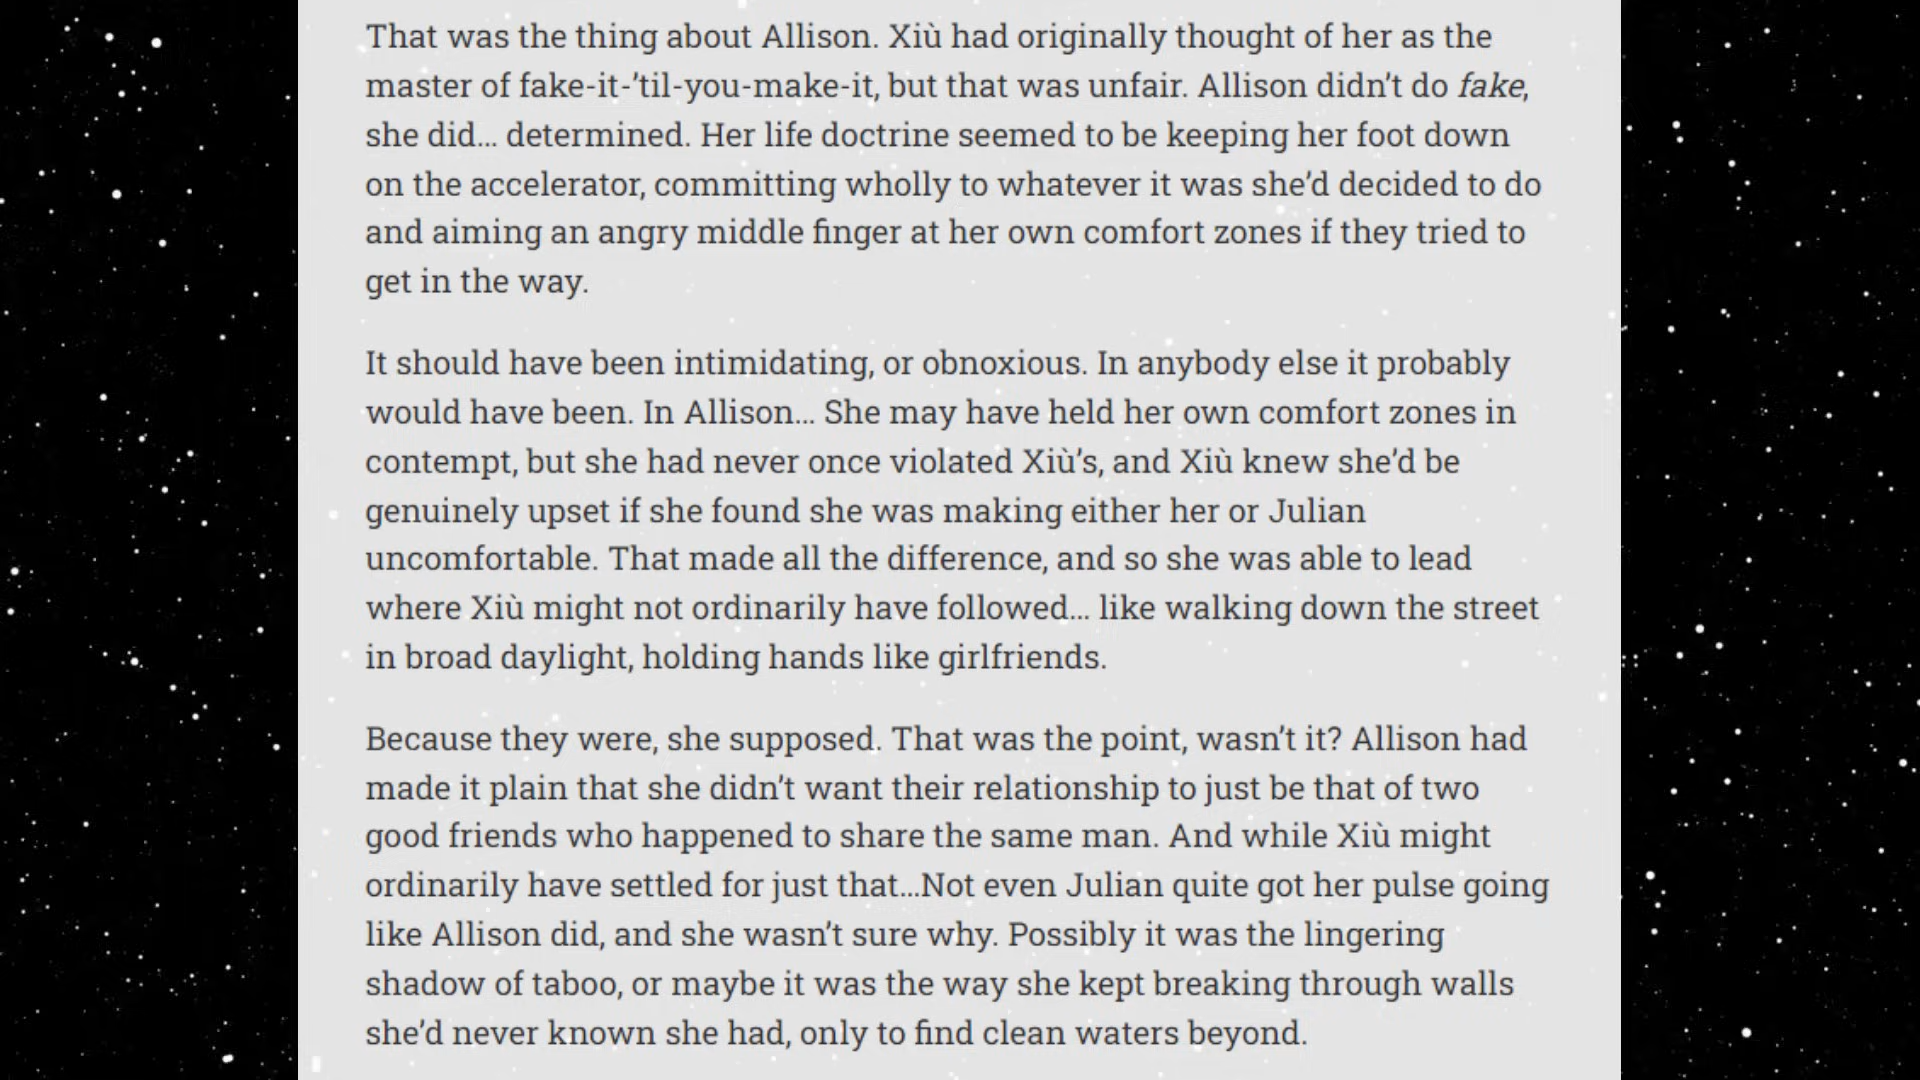 That was the thing about Allison. Xiù had originally thought of her as the
master of fake-it-’til-you-make-it, but that was unfair. Allison didn’t do fake,
she did… determined. Her life doctrine seemed to be keeping her foot down
on the accelerator, committing wholly to whatever it was she’d decided to do
and aiming an angry middle finger at her own comfort zones if they tried to
get in the way.
It should have been intimidating, or obnoxious. In anybody else it probably
would have been. In Allison… She may have held her own comfort zones in
contempt, but she had never once violated Xiù’s, and Xiù knew she’d be
genuinely upset if she found she was making either her or Julian
uncomfortable. That made all the difference, and so she was able to lead
where Xiù might not ordinarily have followed… like walking down the street
in broad daylight, holding hands like girlfriends.
Because they were, she supposed. That was the point, wasn’t it? Allison had
made it plain that she didn’t want their relationship to just be that of two
good friends who happened to share the same man. And while Xiù might
ordinarily have settled for just that…Not even Julian quite got her pulse going
like Allison did, and she wasn’t sure why. Possibly it was the lingering
shadow of taboo, or maybe it was the way she kept breaking through walls
she’d never known she had, only to find clean waters beyond.